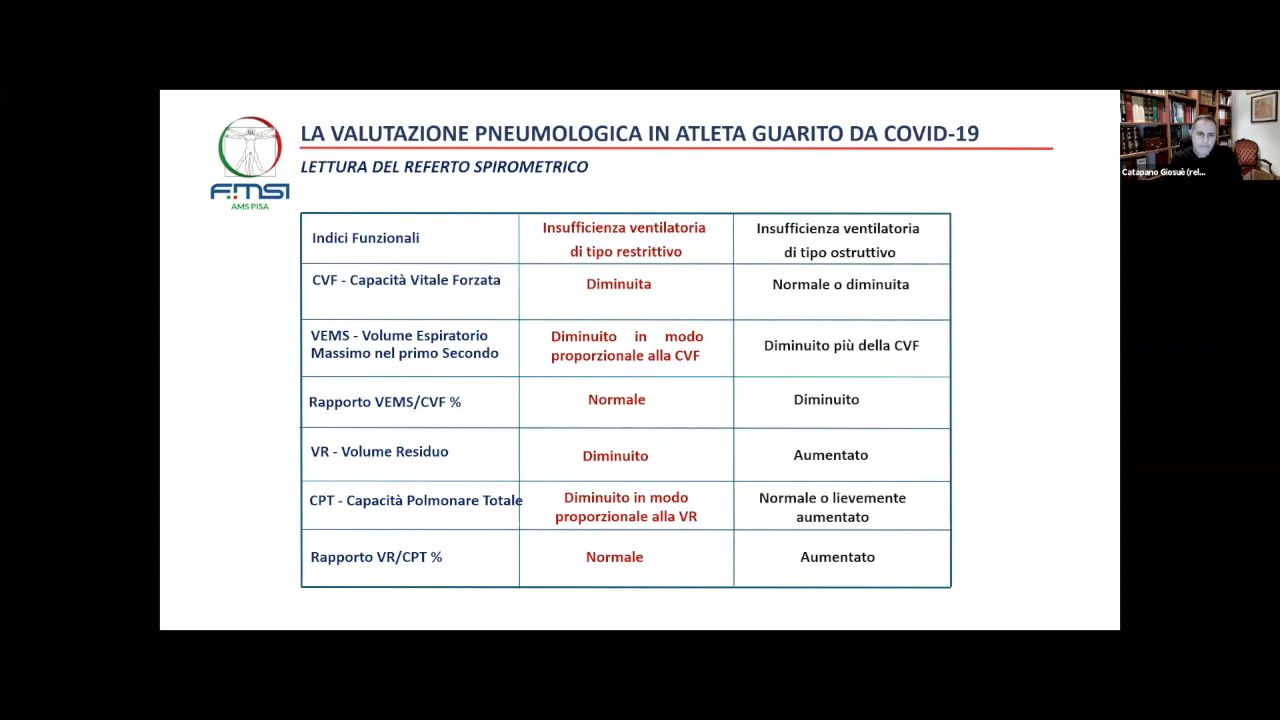 LA VALUTAZIONE PNEUMOLOGICA IN ATLETA GUARITO DA COVID-19
LETTURA DEL REFERTO SPIROMETRICO
FMSI
AMS PISA
Catapano Giosuè (rel...
Indici Funzionali
Insufficienza ventilatoria
di tipo restrittivo
Insufficienza ventilatoria
di tipo ostruttivo
CVF - Capacità Vitale Forzata
Diminuita
Normale o diminuita
VEMS - Volume Espiratorio
Massimo nel primo Secondo
Diminuito in modo
proporzionale alla CVF
Diminuito più della CVF
Rapporto VEMS/CVF %
Normale
Diminuito
VR - Volume Residuo
Diminuito
Aumentato
CPT - Capacità Polmonare Totale
Diminuito in modo
proporzionale alla VR
Normale o lievemente
aumentato
Rapporto VR/CPT %
Normale
Aumentato